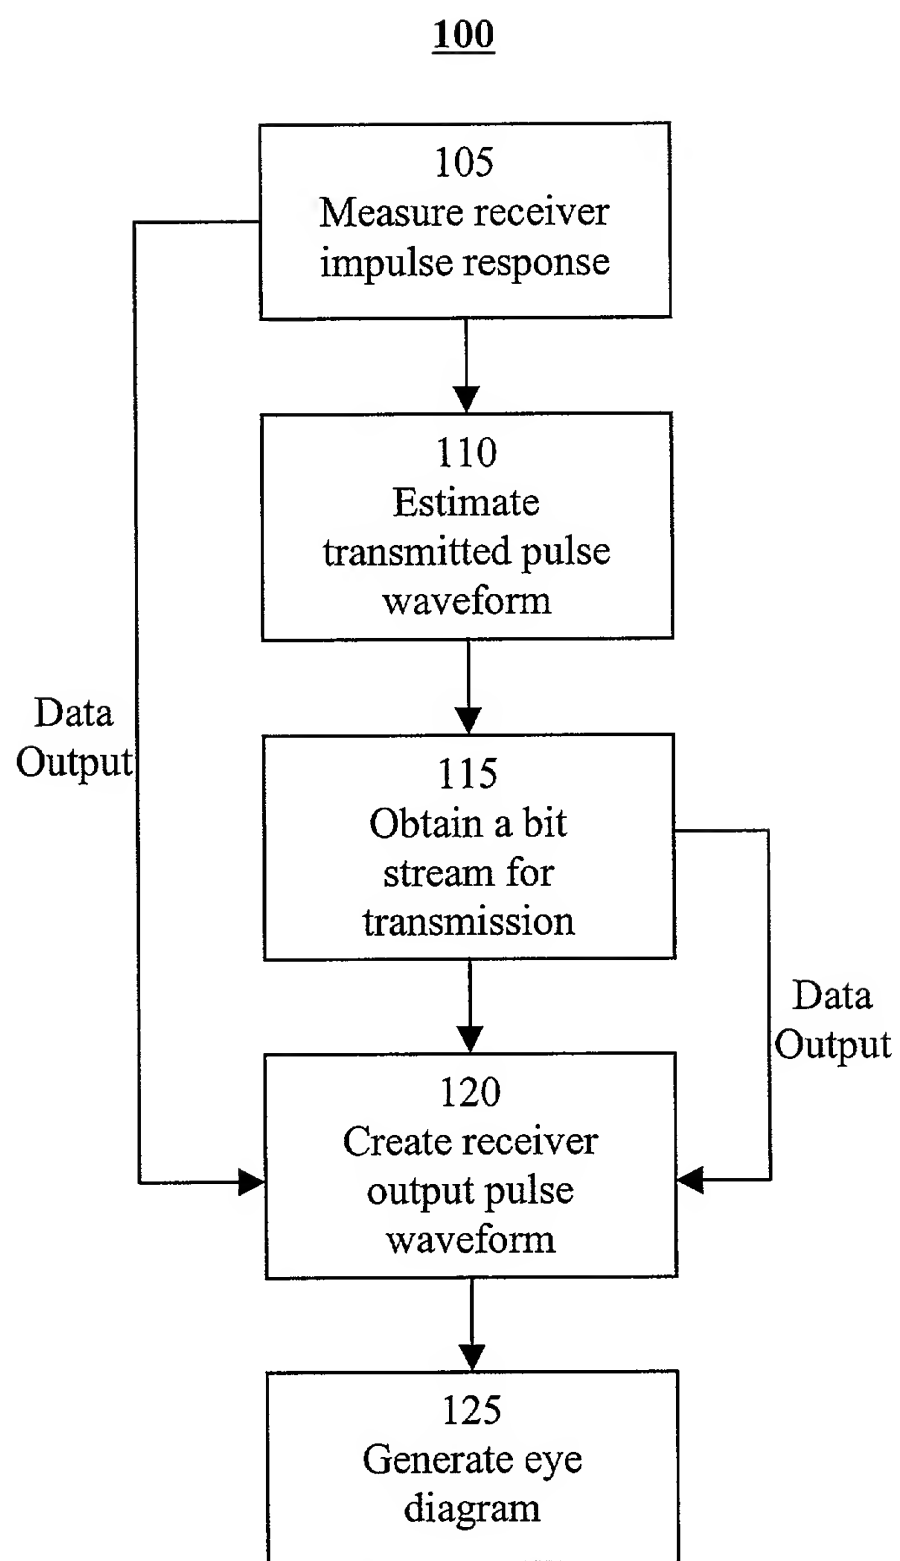 100
105
Measure receiver
impulse response
110
Estimate
transmitted pulse
waveform
Data
Output
115
Obtain a bit
stream for
transmission
Data
Output
120
Create receiver
output pulse
waveform
125
Generate eye
diagram